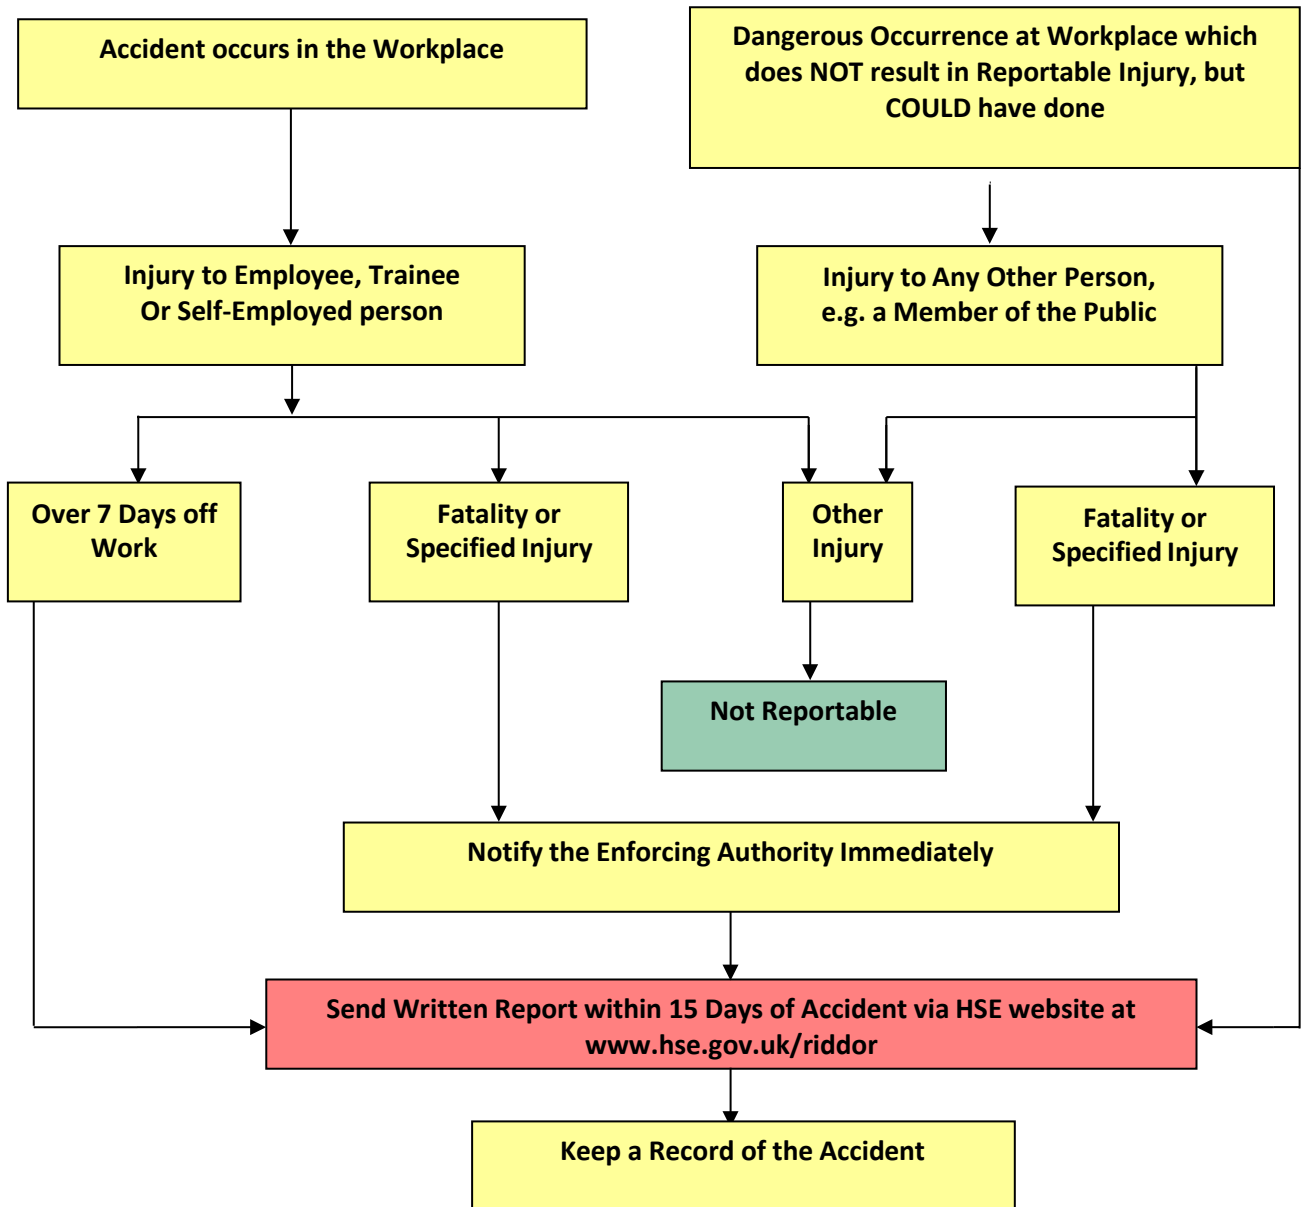 Accident occurs in the Workplace
Dangerous Occurrence at Workplace which
does NOT result in Reportable Injury, but
COULD have done
Injury to Employee, Trainee
Or Self-Employed person
Injury to Any Other Person,
e.g. a Member of the Public
Over 7 Days off
Work
Fatality or
Specified Injury
Other
Injury
Fatality or
Specified Injury
Not Reportable
Notify the Enforcing Authority Immediately
Send Written Report within 15 Days of Accident via HSE website at
www.hse.gov.uk/riddor
Keep a Record of the Accident